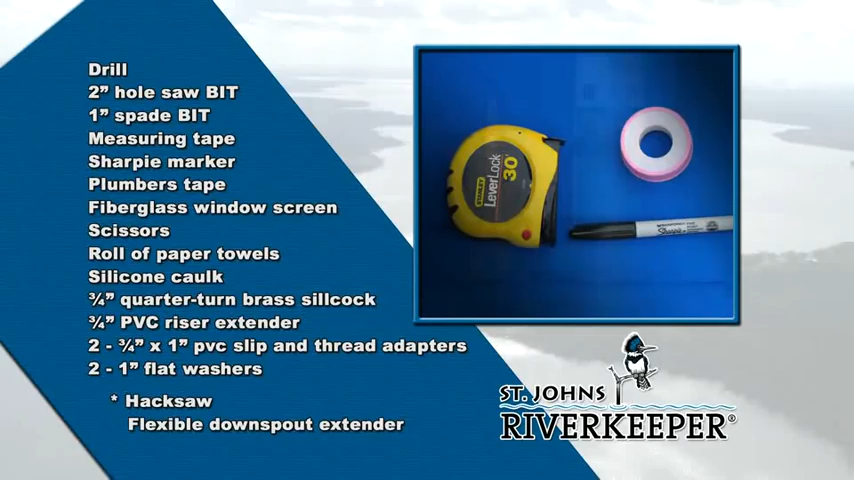 Drill
2” hole saw BIT
1” spade BIT
Measuring tape
Sharpie marker
Plumbers tape
Fiberglass window screen
Scissors
Roll of paper towels
Silicone caulk
¾” quarter-turn brass sillcock
¾” PVC riser extender
2 - ¾” x 1” pvc slip and thread adapters
2 - 1” flat washers
* Hacksaw
Flexible downspout extender
STANLEY
LeverLock
30'
Sharpie
ST. JOHNS
RIVERKEEPER®